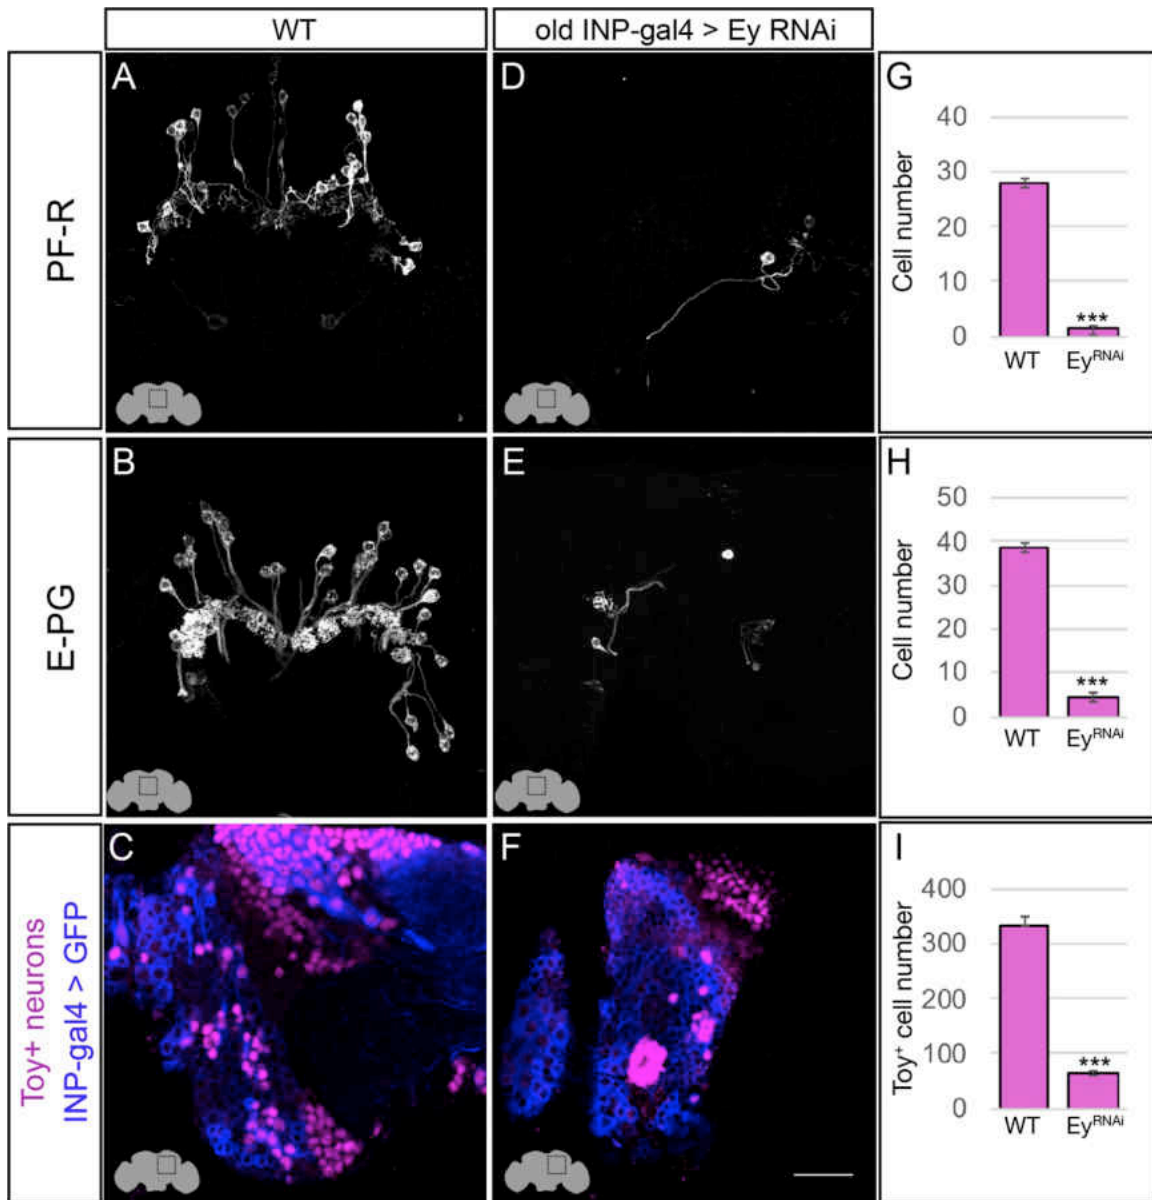 WT
old INP-gal4 > Ey RNAi
PF-R
A
D
G
Cell number
40
30
20
10
0
***
WT
Ey^RNAi
E-PG
B
E
H
Cell number
50
40
30
20
10
0
***
WT
Ey^RNAi
Toy+ neurons
INP-gal4 > GFP
C
F
I
Toy⁺ cell number
400
300
200
100
0
***
WT
Ey^RNAi